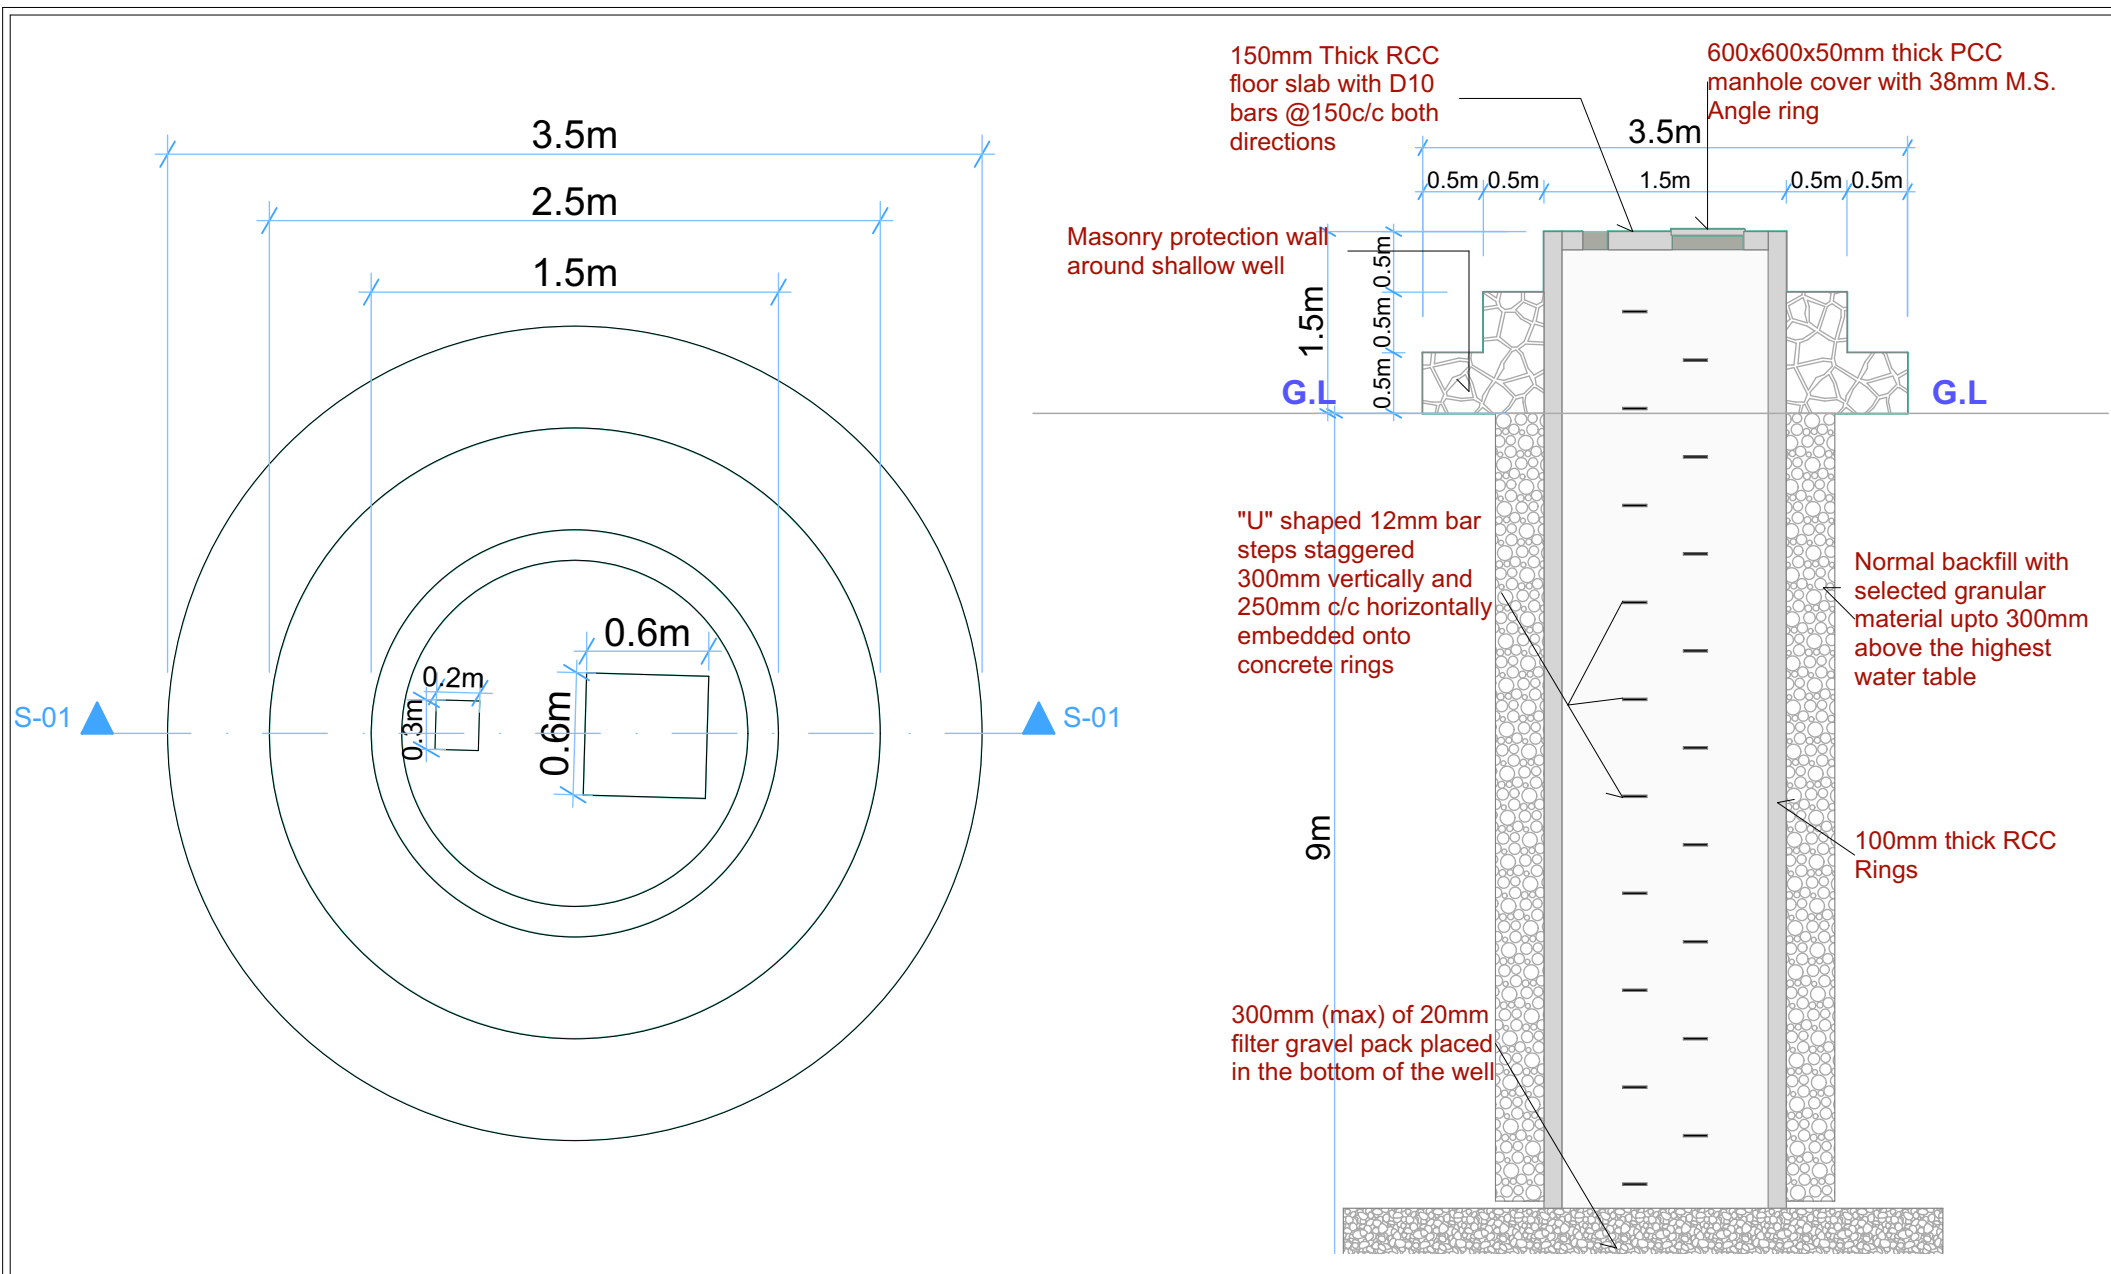 3.5m
2.5m
1.5m
0.6m
0.2m
0.3m
0.6m
S-01
S-01
150mm Thick RCC
floor slab with D10
bars @150c/c both
directions
600x600x50mm thick PCC
manhole cover with 38mm M.S.
Angle ring
3.5m
0.5m
0.5m
1.5m
0.5m
0.5m
Masonry protection wall
around shallow well
0.5m
0.5m
0.5m
1.5m
G.L
G.L
"U" shaped 12mm bar
steps staggered
300mm vertically and
250mm c/c horizontally
embedded onto
concrete rings
Normal backfill with
selected granular
material upto 300mm
above the highest
water table
9m
100mm thick RCC
Rings
300mm (max) of 20mm
filter gravel pack placed
in the bottom of the well